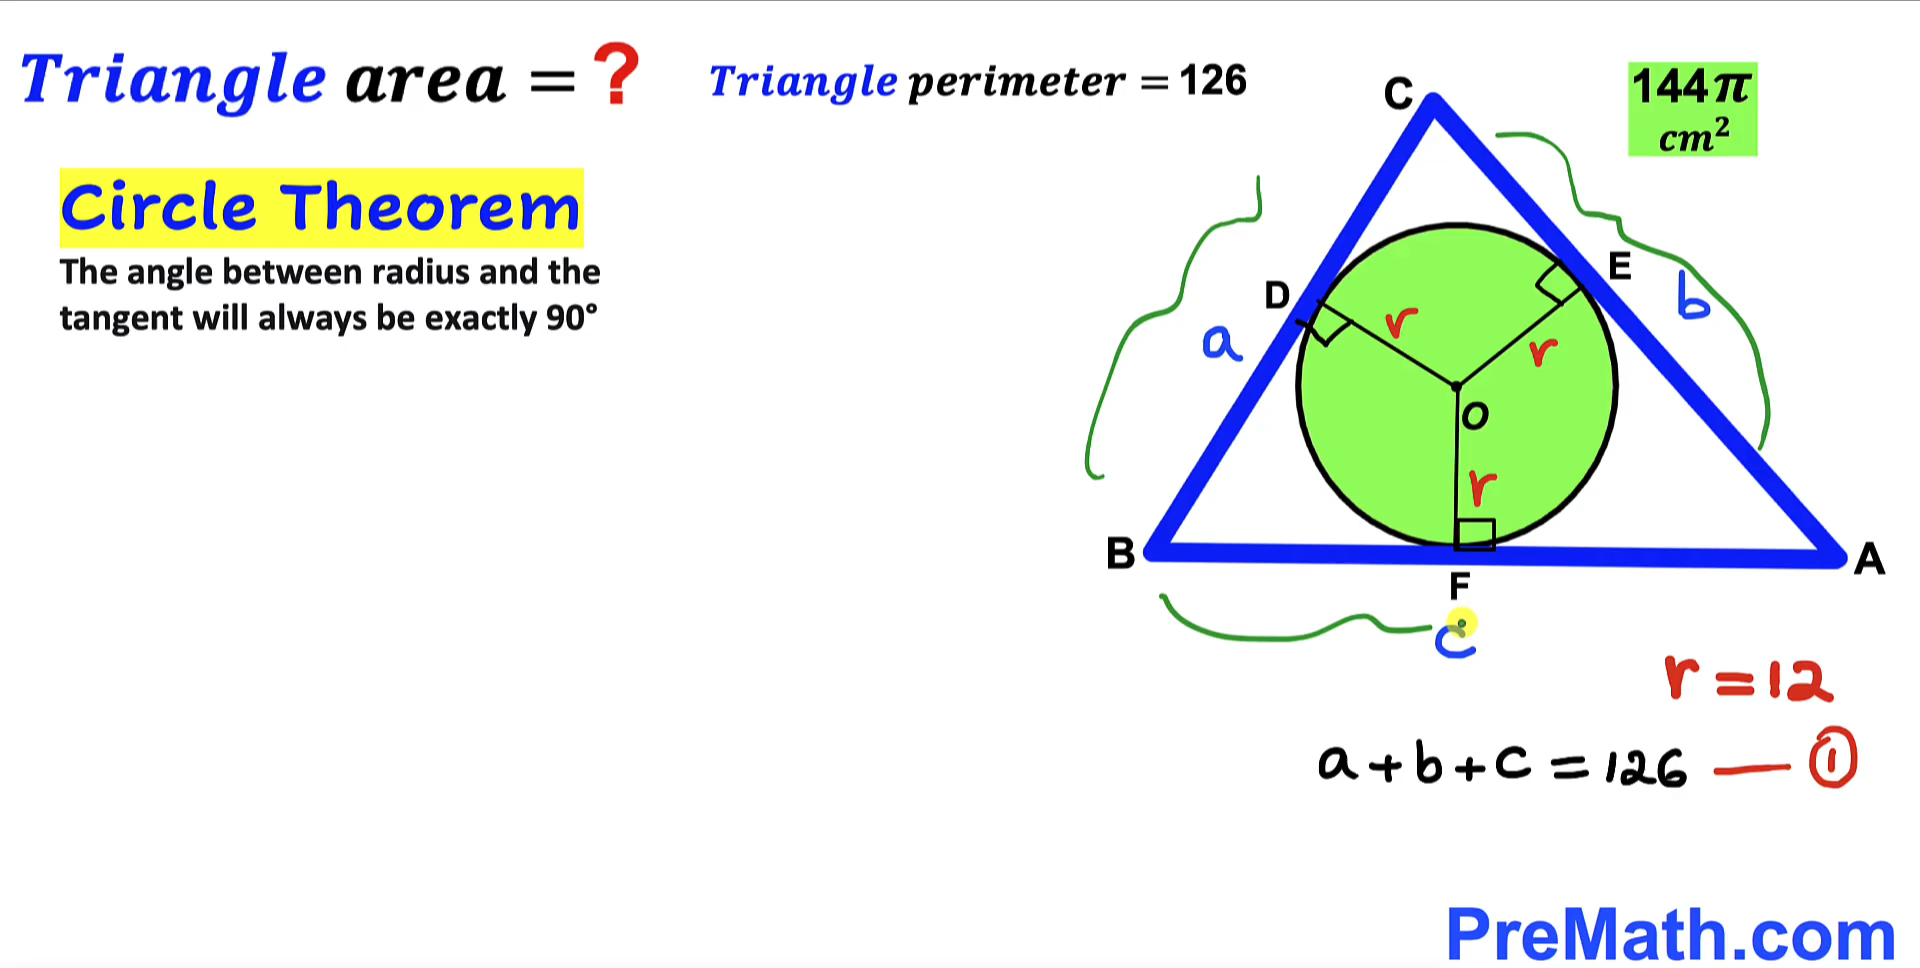 Triangle area = ?
Triangle perimeter = 126
144π
cm²
Circle Theorem
The angle between radius and the
tangent will always be exactly 90°
C
E
D
b
a
r
r
O
r
B
A
F
c
r = 12
a + b + c = 126 — ①
PreMath.com